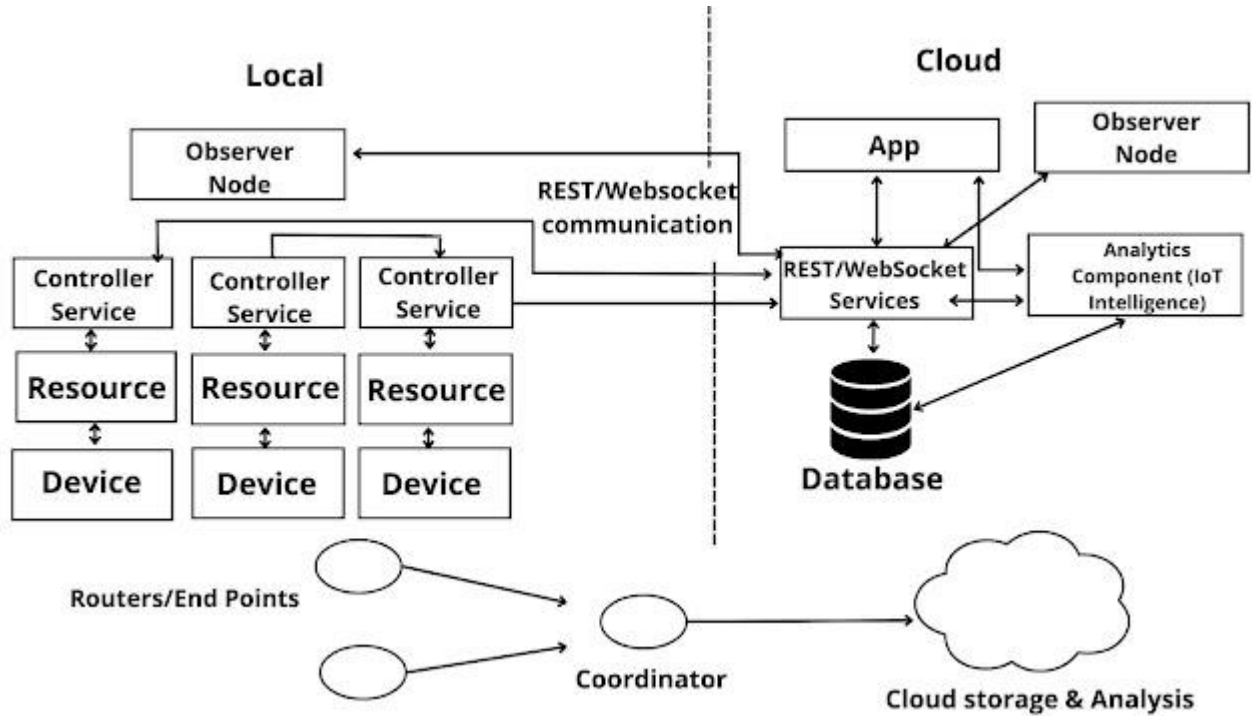 Local
Cloud
Observer
Node
App
Observer
Node
REST/Websocket
communication
Controller
Service
Controller
Service
Controller
Service
REST/WebSocket
Services
Analytics
Component (IoT
Intelligence)
Resource
Resource
Resource
Device
Device
Device
Database
Routers/End Points
Coordinator
Cloud storage & Analysis